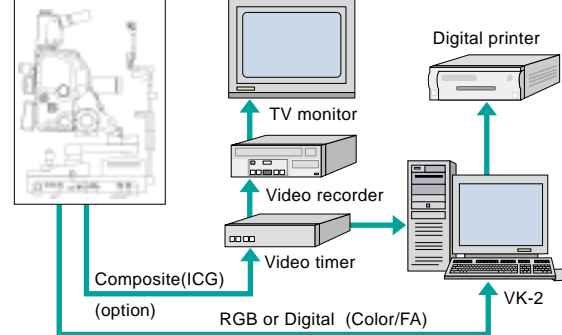 Digital printer
TV monitor
Video recorder
Video timer
Composite(ICG)
(option)
VK-2
RGB or Digital (Color/FA)